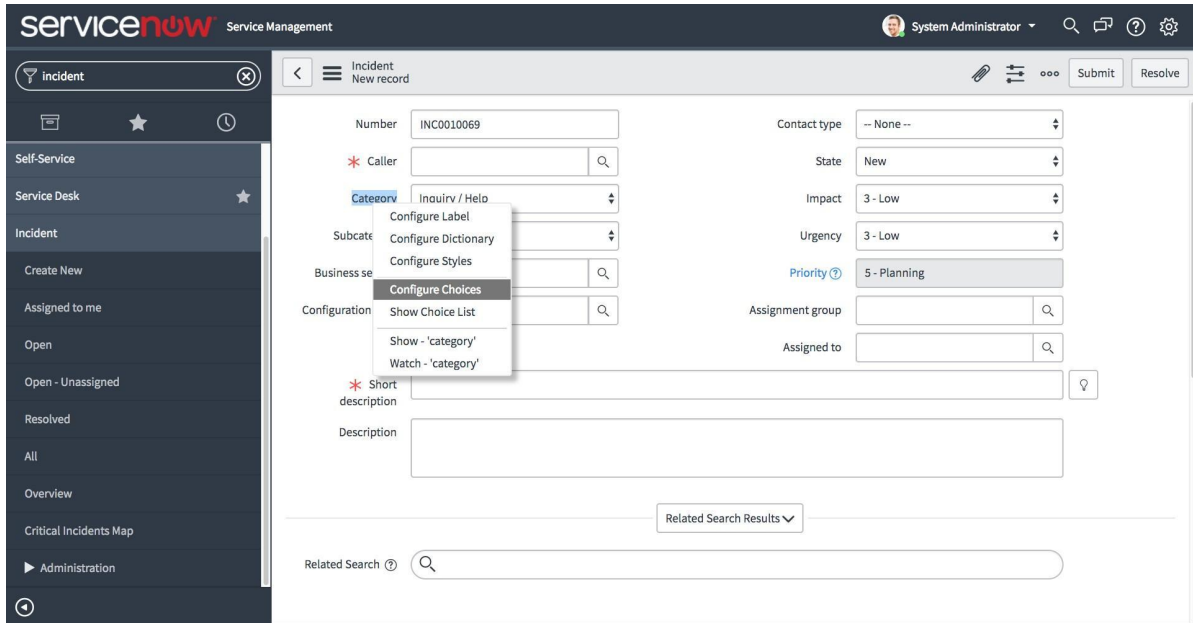 servicenow Service Management
System Administrator
incident
Incident
New record
Submit
Resolve
Self-Service
Service Desk
Incident
Create New
Assigned to me
Open
Open - Unassigned
Resolved
All
Overview
Critical Incidents Map
Administration
Number INC0010069
Caller
Category Inquiry / Help
Subcate
Business se
Configuration
Configure Label
Configure Dictionary
Configure Styles
Configure Choices
Show Choice List
Show - 'category'
Watch - 'category'
Contact type -- None --
State New
Impact 3 - Low
Urgency 3 - Low
Priority 5 - Planning
Assignment group
Assigned to
Short
description
Description
Related Search Results
Related Search